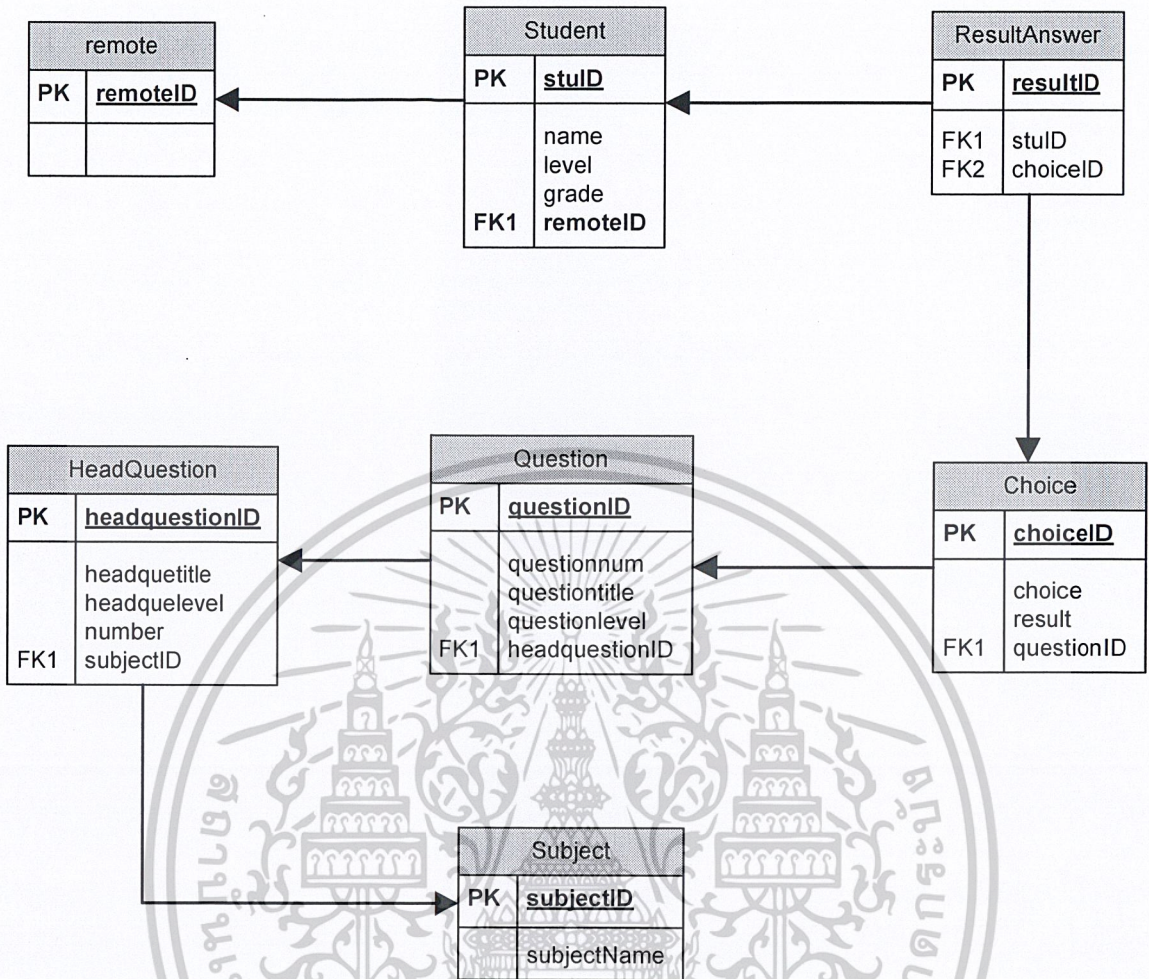 remote
PK remoteID
Student
PK stuID
name
level
grade
FK1 remoteID
ResultAnswer
PK resultID
FK1 stuID
FK2 choiceID
HeadQuestion
PK headquestionID
headquetitle
headquelevel
number
FK1 subjectID
Question
PK questionID
questionnum
questiontitle
questionlevel
FK1 headquestionID
Choice
PK choiceID
choice
result
FK1 questionID
Subject
PK subjectID
subjectName